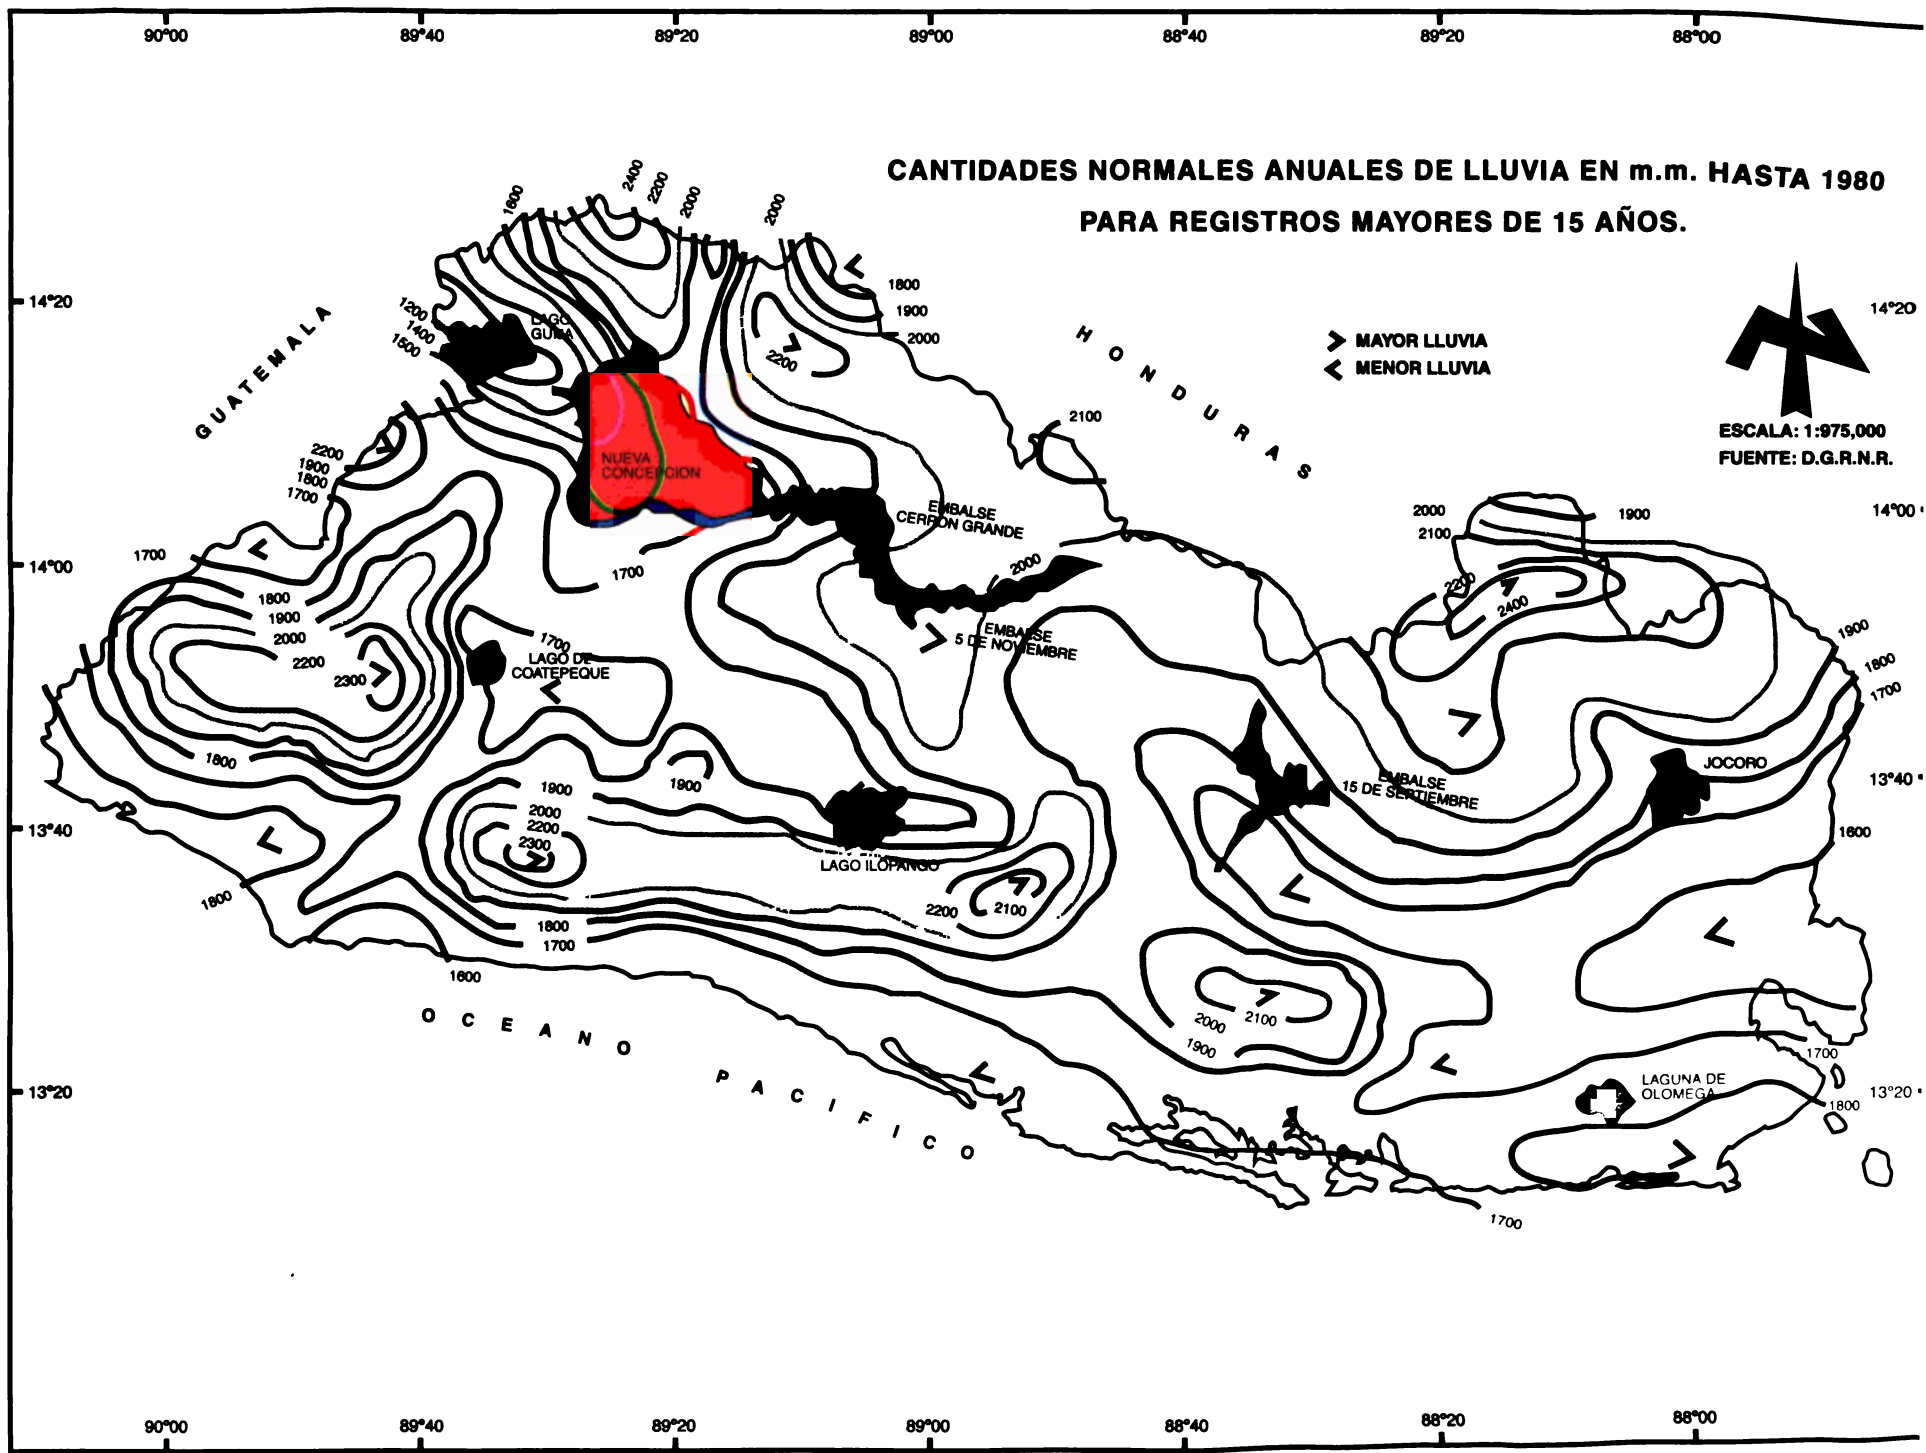 90°00 89°40 89°20 89°00 88°40 89°20 88°00
CANTIDADES NORMALES ANUALES DE LLUVIA EN m.m. HASTA 1980
PARA REGISTROS MAYORES DE 15 AÑOS.
1600
2400
2200
2000
2000
1800
1900
2000
14°20
14°20
GUATEMALA
HONDURAS
1200
1400
1500
LAGO
GUIJA
2200
> MAYOR LLUVIA
< MENOR LLUVIA
ESCALA: 1:975,000
FUENTE: D.G.R.N.R.
2100
2200
1900
1800
1700
NUEVA
CONCEPCION
EMBALSE
CERRON GRANDE
2000
2100
1900
14°00
14°00
1700
1700
2000
2200
2400
1800
1900
2000
2200
2300
1700
LAGO DE
COATEPEQUE
EMBALSE
5 DE NOVIEMBRE
1900
1800
1700
1800
1900
1900
2000
2200
2300
EMBALSE
15 DE SEPTIEMBRE
JOCORO
13°40
13°40
1600
LAGO ILOPANGO
1800
2200
2100
1800
1700
1600
OCEANO PACIFICO
2000
2100
1900
1700
LAGUNA DE
OLOMEGA
1800
13°20
13°20
1700
90°00 89°40 89°20 89°00 88°40 88°20 88°00